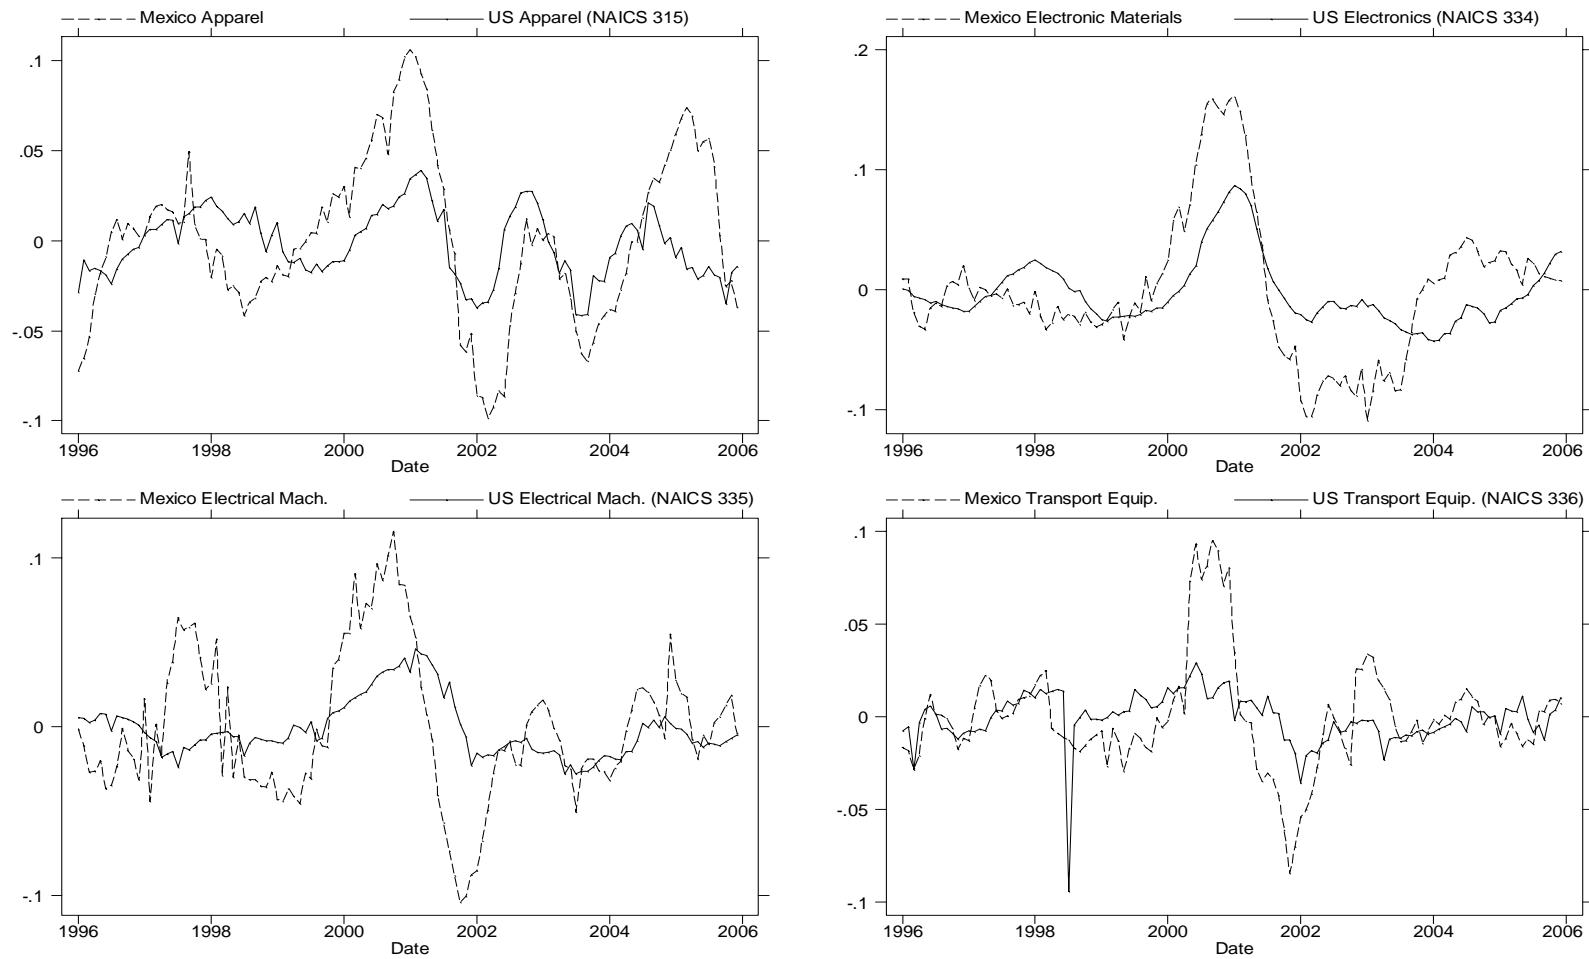 Mexico Apparel US Apparel (NAICS 315)
.1
.05
0
-.05
-.1
1996 1998 2000 2002 2004 2006
Date
Mexico Electronic Materials US Electronics (NAICS 334)
.2
.1
0
-.1
1996 1998 2000 2002 2004 2006
Date
Mexico Electrical Mach. US Electrical Mach. (NAICS 335)
.1
0
-.1
1996 1998 2000 2002 2004 2006
Date
Mexico Transport Equip. US Transport Equip. (NAICS 336)
.1
.05
0
-.05
-.1
1996 1998 2000 2002 2004 2006
Date